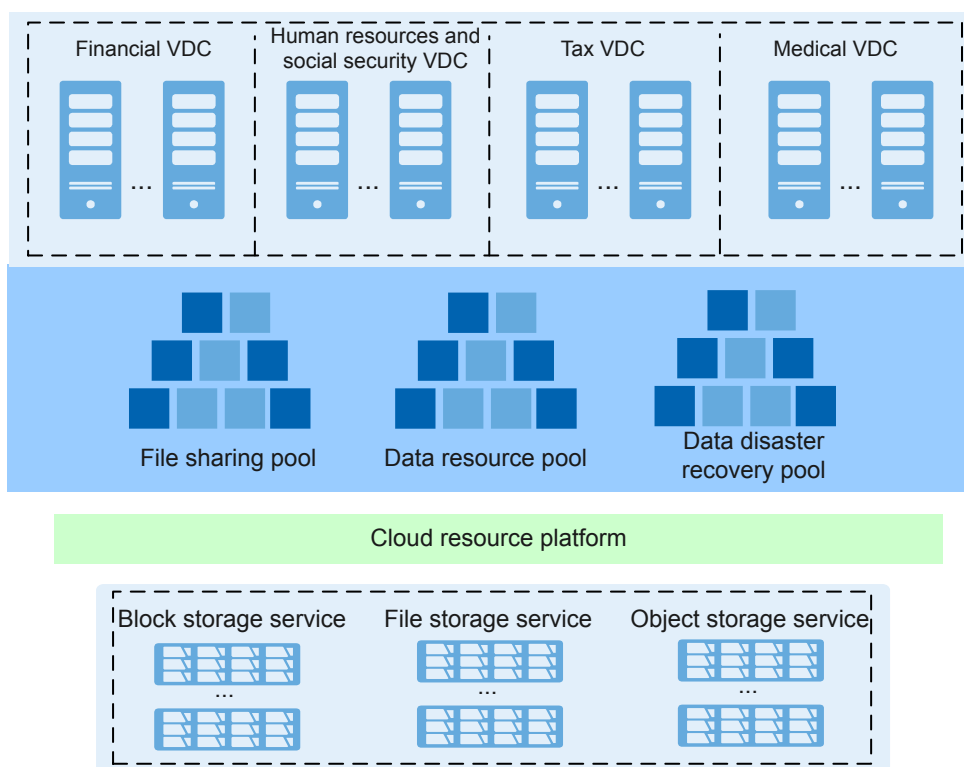 Financial VDC
Human resources and
social security VDC
Tax VDC
Medical VDC
...
...
...
...
File sharing pool
Data resource pool
Data disaster
recovery pool
Cloud resource platform
Block storage service
File storage service
Object storage service
...
...
...